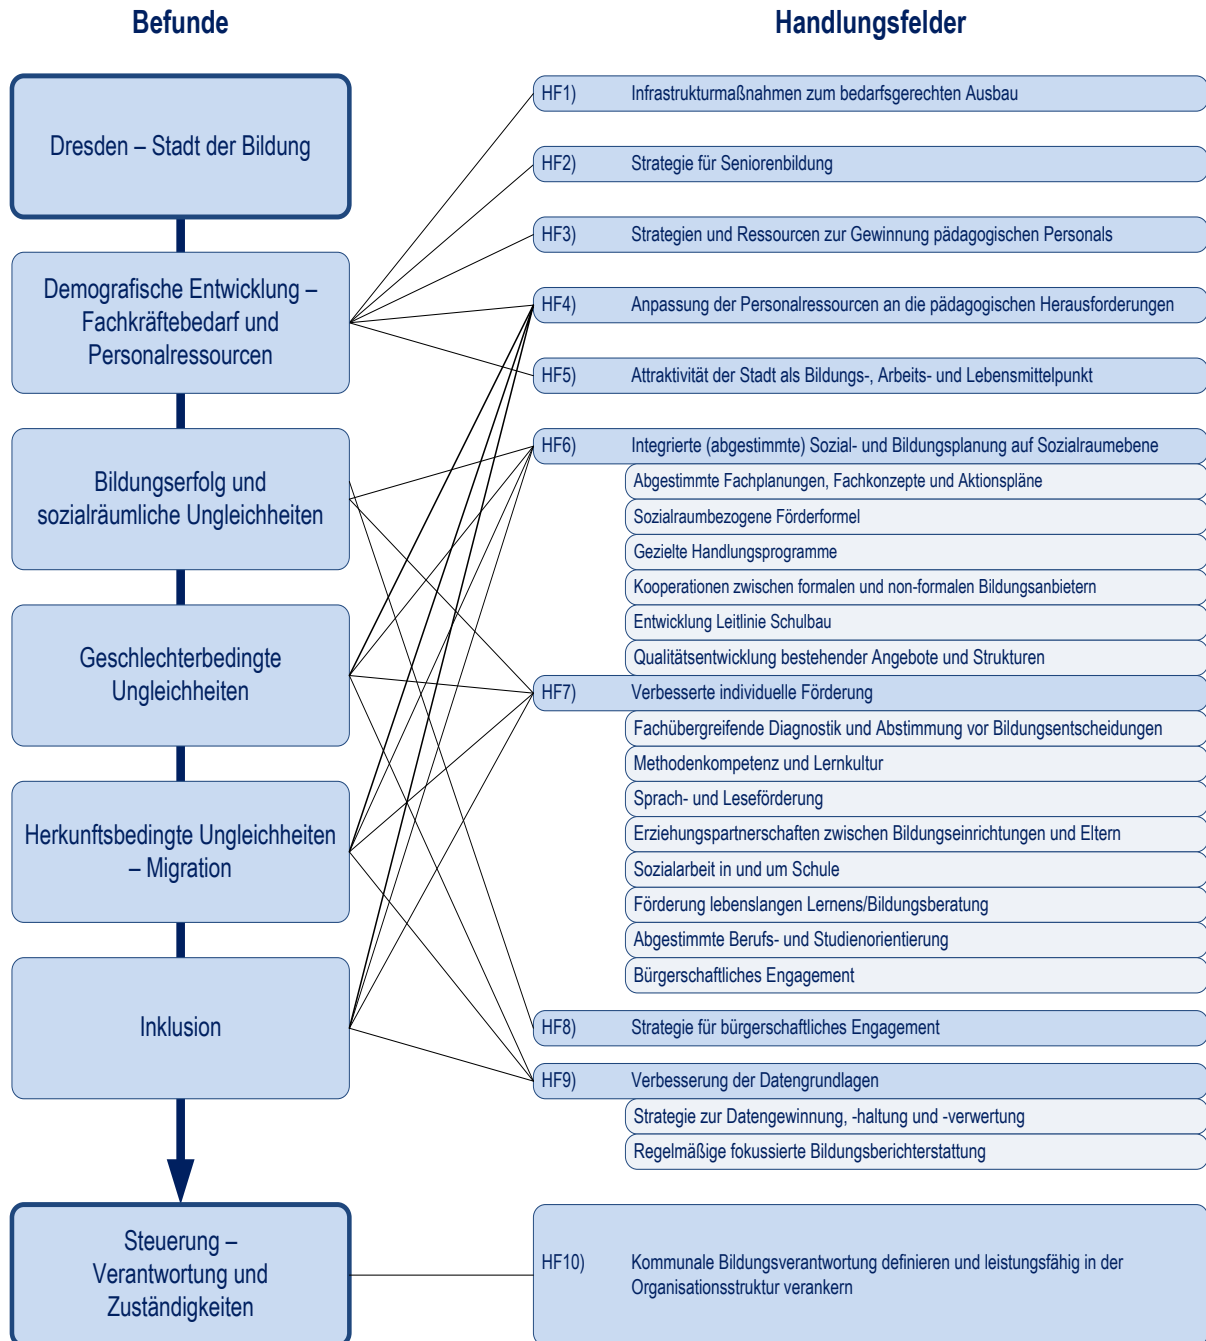 Befunde
Dresden – Stadt der Bildung
Demografische Entwicklung –
Fachkräftebedarf und
Personalressourcen
Bildungserfolg und
sozialräumliche Ungleichheiten
Geschlechterbedingte
Ungleichheiten
Herkunftsbedingte Ungleichheiten
– Migration
Inklusion
Steuerung –
Verantwortung und
Zuständigkeiten
Handlungsfelder
HF1) Infrastrukturmaßnahmen zum bedarfsgerechten Ausbau
HF2) Strategie für Seniorenbildung
HF3) Strategien und Ressourcen zur Gewinnung pädagogischen Personals
HF4) Anpassung der Personalressourcen an die pädagogischen Herausforderungen
HF5) Attraktivität der Stadt als Bildungs-, Arbeits- und Lebensmittelpunkt
HF6) Integrierte (abgestimmte) Sozial- und Bildungsplanung auf Sozialraumebene
Abgestimmte Fachplanungen, Fachkonzepte und Aktionspläne
Sozialraumbezogene Förderformel
Gezielte Handlungsprogramme
Kooperationen zwischen formalen und non-formalen Bildungsanbietern
Entwicklung Leitlinie Schulbau
Qualitätsentwicklung bestehender Angebote und Strukturen
HF7) Verbesserte individuelle Förderung
Fachübergreifende Diagnostik und Abstimmung vor Bildungsentscheidungen
Methodenkompetenz und Lernkultur
Sprach- und Leseförderung
Erziehungspartnerschaften zwischen Bildungseinrichtungen und Eltern
Sozialarbeit in und um Schule
Förderung lebenslangen Lernens/Bildungsberatung
Abgestimmte Berufs- und Studienorientierung
Bürgerschaftliches Engagement
HF8) Strategie für bürgerschaftliches Engagement
HF9) Verbesserung der Datengrundlagen
Strategie zur Datengewinnung, -haltung und -verwertung
Regelmäßige fokussierte Bildungsberichterstattung
HF10) Kommunale Bildungsverantwortung definieren und leistungsfähig in der
Organisationsstruktur verankern